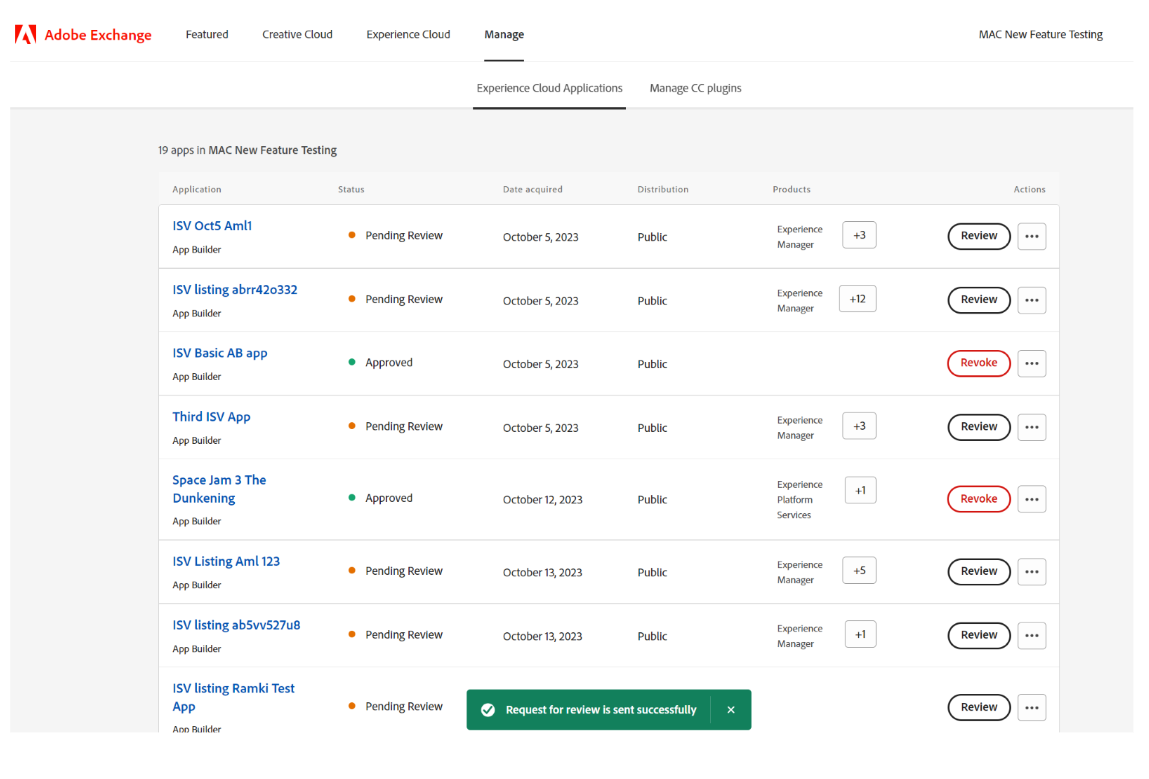 Adobe Exchange Featured Creative Cloud Experience Cloud Manage MAC New Feature Testing
Experience Cloud Applications Manage CC plugins
19 apps in MAC New Feature Testing
Application Status Date acquired Distribution Products Actions
ISV Oct5 Aml1
App Builder
Pending Review
October 5, 2023
Public
Experience
Manager
+3
Review
ISV listing abrr42o332
App Builder
Pending Review
October 5, 2023
Public
Experience
Manager
+12
Review
ISV Basic AB app
App Builder
Approved
October 5, 2023
Public
Revoke
Third ISV App
App Builder
Pending Review
October 5, 2023
Public
Experience
Manager
+3
Review
Space Jam 3 The
Dunkening
App Builder
Approved
October 12, 2023
Public
Experience
Platform
Services
+1
Revoke
ISV Listing Aml 123
App Builder
Pending Review
October 13, 2023
Public
Experience
Manager
+5
Review
ISV listing ab5vv527u8
App Builder
Pending Review
October 13, 2023
Public
Experience
Manager
+1
Review
ISV listing Ramki Test
App
App Builder
Pending Review
Review
Request for review is sent successfully